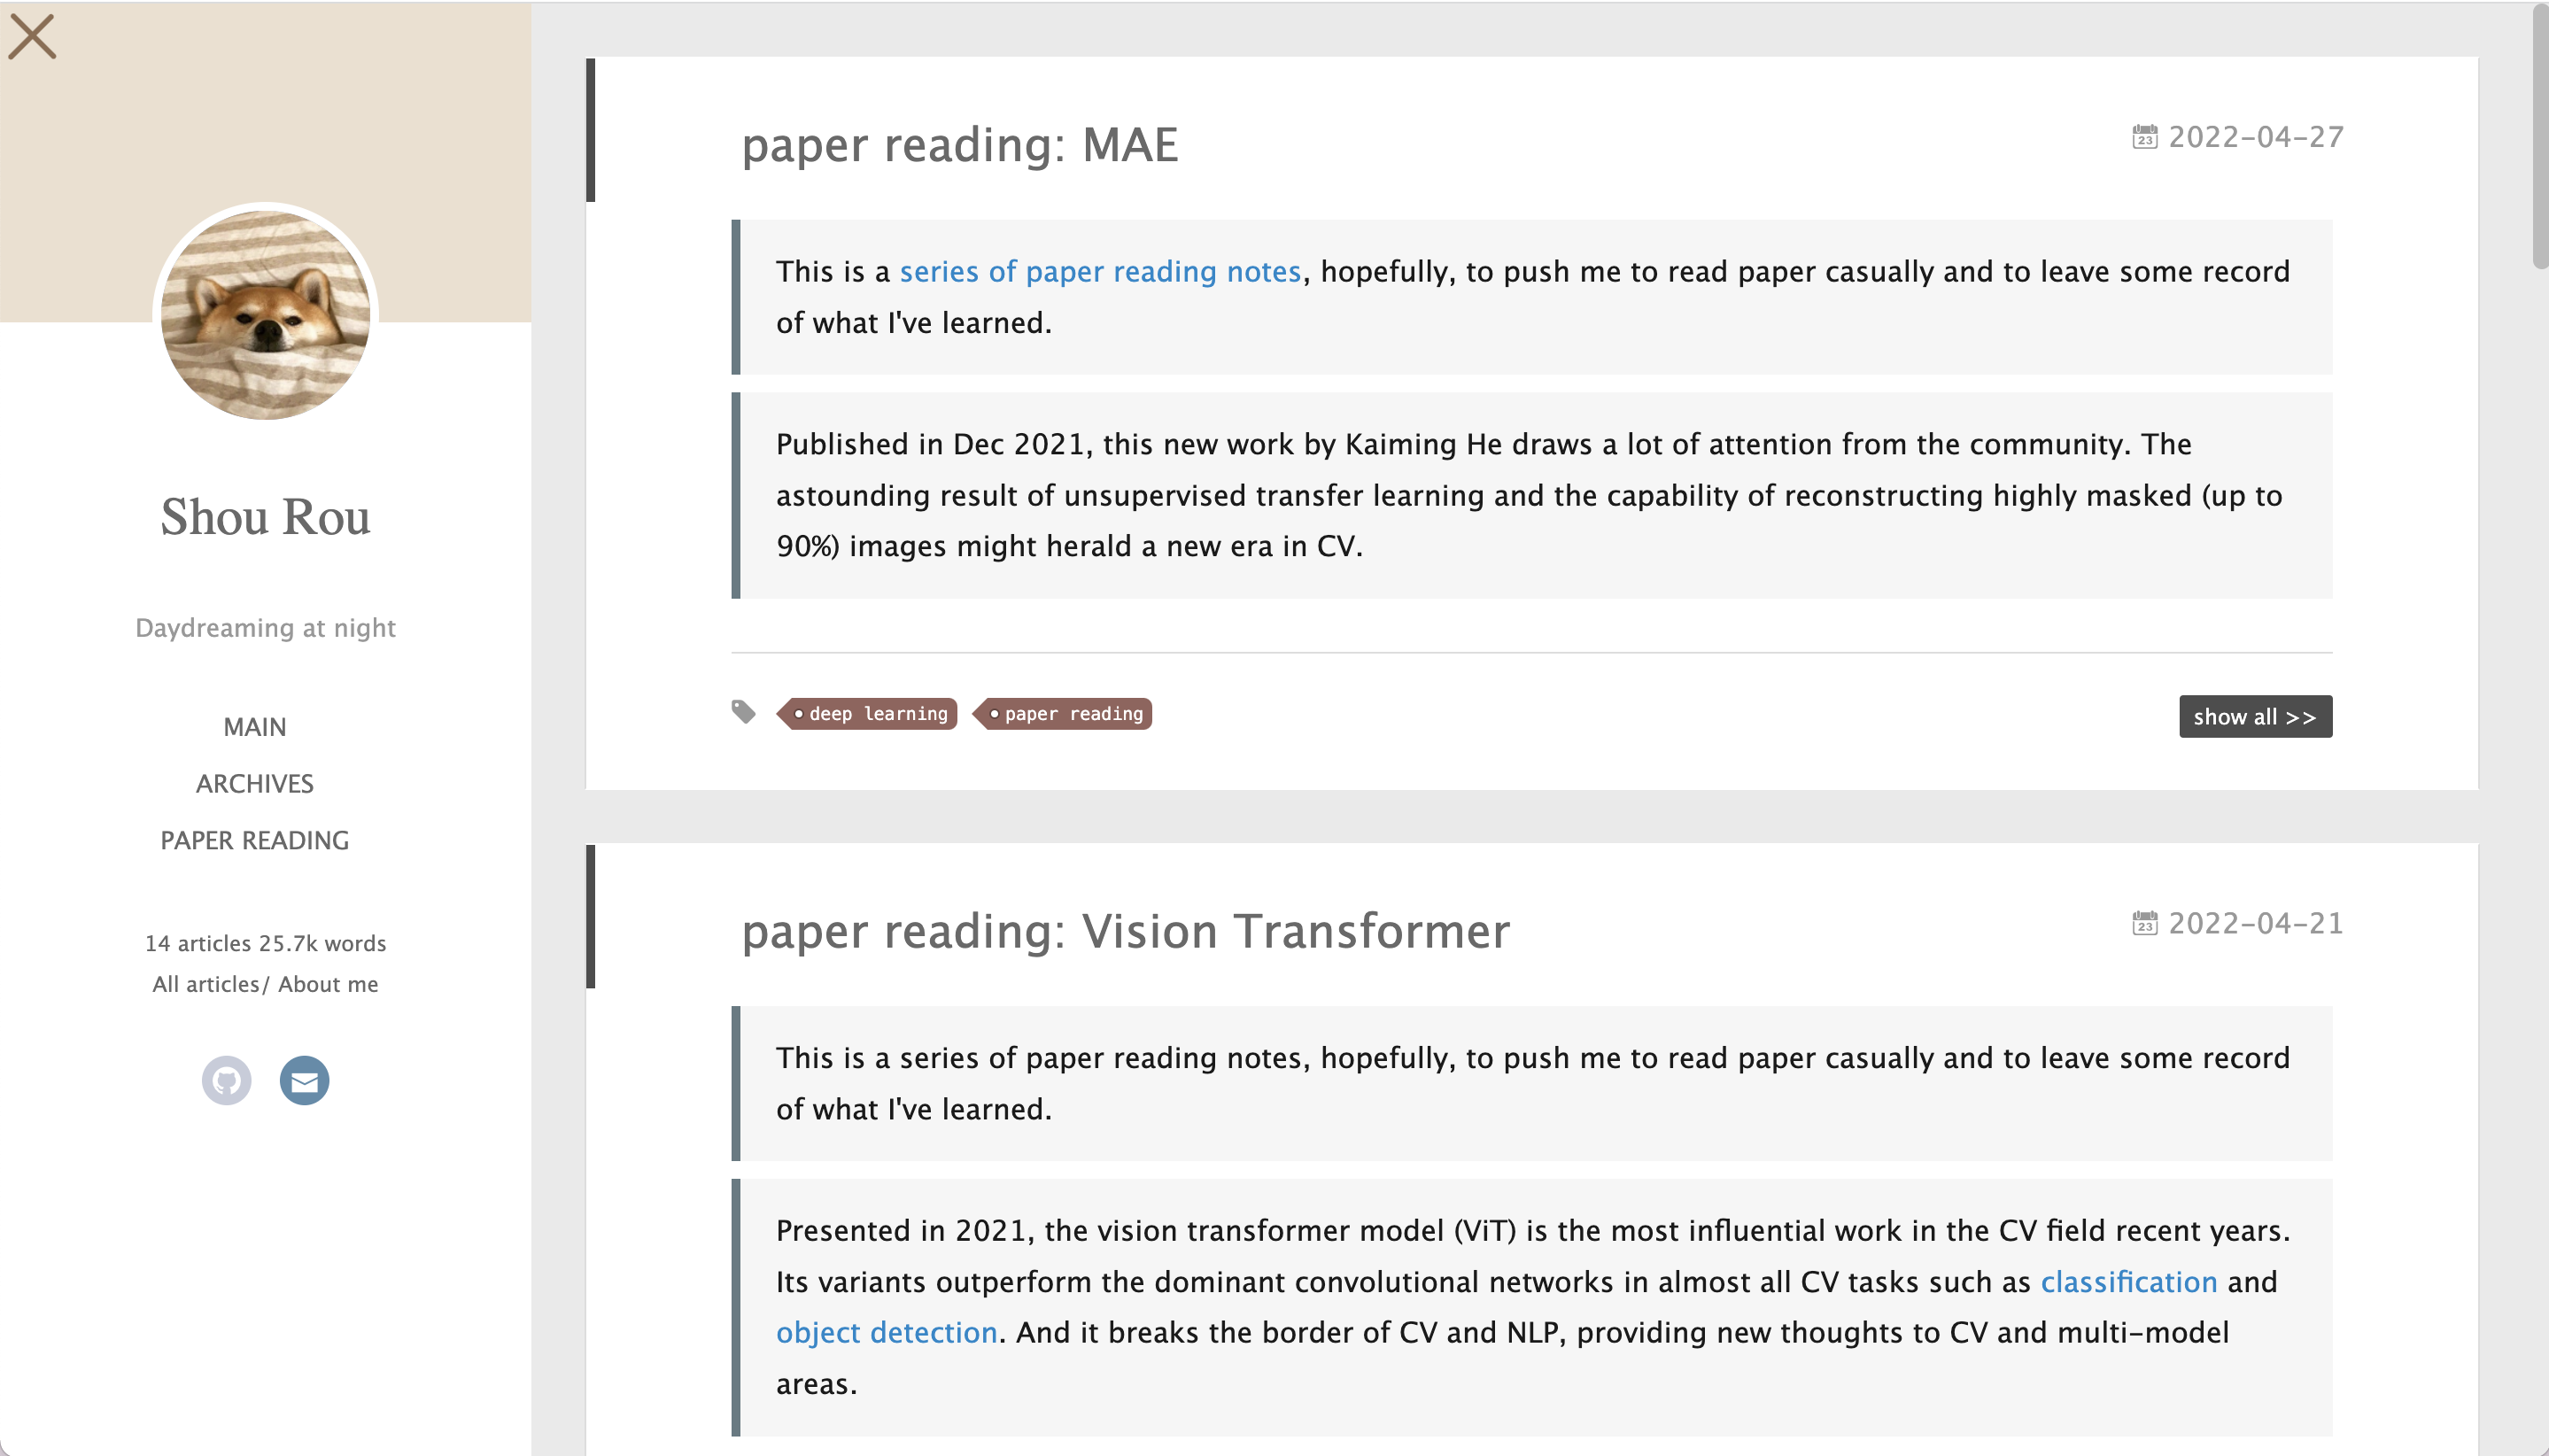 Shou Rou
Daydreaming at night
MAIN
ARCHIVES
PAPER READING
14 articles 25.7k words
All articles/ About me
paper reading: MAE
23 2022-04-27
This is a series of paper reading notes, hopefully, to push me to read paper casually and to leave some record
of what I've learned.
Published in Dec 2021, this new work by Kaiming He draws a lot of attention from the community. The
astounding result of unsupervised transfer learning and the capability of reconstructing highly masked (up to
90%) images might herald a new era in CV.
deep learning
paper reading
show all >>
paper reading: Vision Transformer
23 2022-04-21
This is a series of paper reading notes, hopefully, to push me to read paper casually and to leave some record
of what I've learned.
Presented in 2021, the vision transformer model (ViT) is the most influential work in the CV field recent years.
Its variants outperform the dominant convolutional networks in almost all CV tasks such as classification and
object detection. And it breaks the border of CV and NLP, providing new thoughts to CV and multi-model
areas.